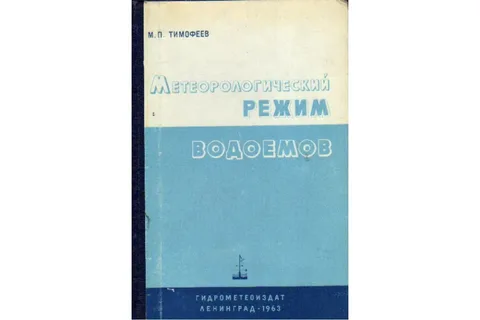 М. П. ТИМОФЕЕВ
МЕТЕОРОЛОГИЧЕСКИЙ
РЕЖИМ
ВОДОЕМОВ
ГИДРОМЕТЕОИЗДАТ
ЛЕНИНГРАД-1963